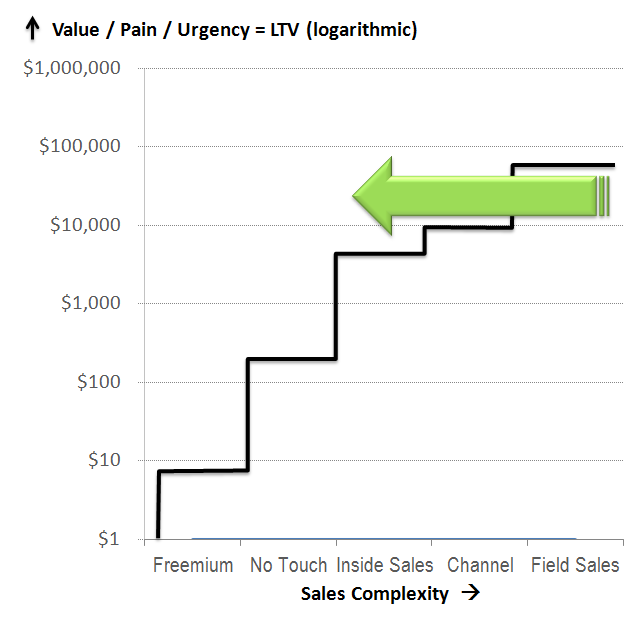 ↑ Value / Pain / Urgency = LTV (logarithmic)
$1,000,000
$100,000
$10,000
$1,000
$100
$10
$1
Freemium No Touch Inside Sales Channel Field Sales
Sales Complexity →